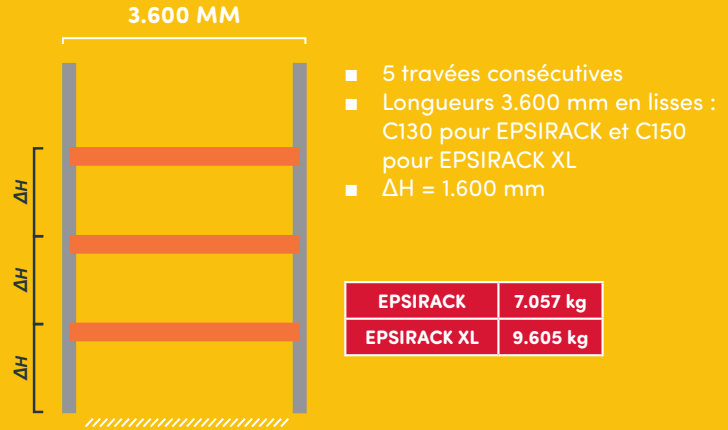 3.600 MM
■ 5 travées consécutives
■ Longueurs 3.600 mm en lisses :
C130 pour EPSIRACK et C150
pour EPSIRACK XL
■ ΔH = 1.600 mm
ΔH
ΔH
ΔH
EPSIRACK 7.057 kg
EPSIRACK XL 9.605 kg